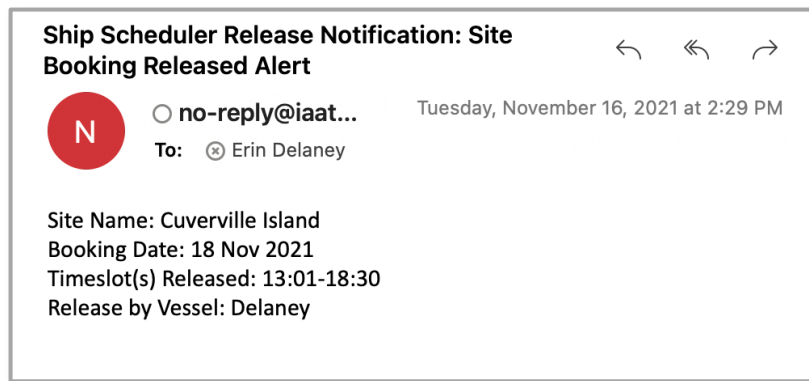 Ship Scheduler Release Notification: Site
Booking Released Alert
N
no-reply@iaat...
Tuesday, November 16, 2021 at 2:29 PM
To: Erin Delaney
Site Name: Cuverville Island
Booking Date: 18 Nov 2021
Timeslot(s) Released: 13:01-18:30
Release by Vessel: Delaney